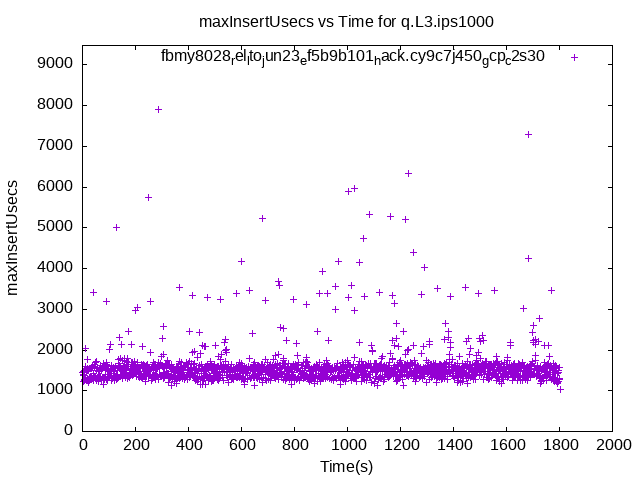 maxInsertUsecs vs Time for q.L3.ips1000
fbmy8028relltojun23ef5b9b101hack.cy9c7j450gcpc2s30
9000
8000
7000
6000
5000
4000
3000
2000
1000
0
maxInsertUsecs
0 200 400 600 800 1000 1200 1400 1600 1800 2000
Time(s)